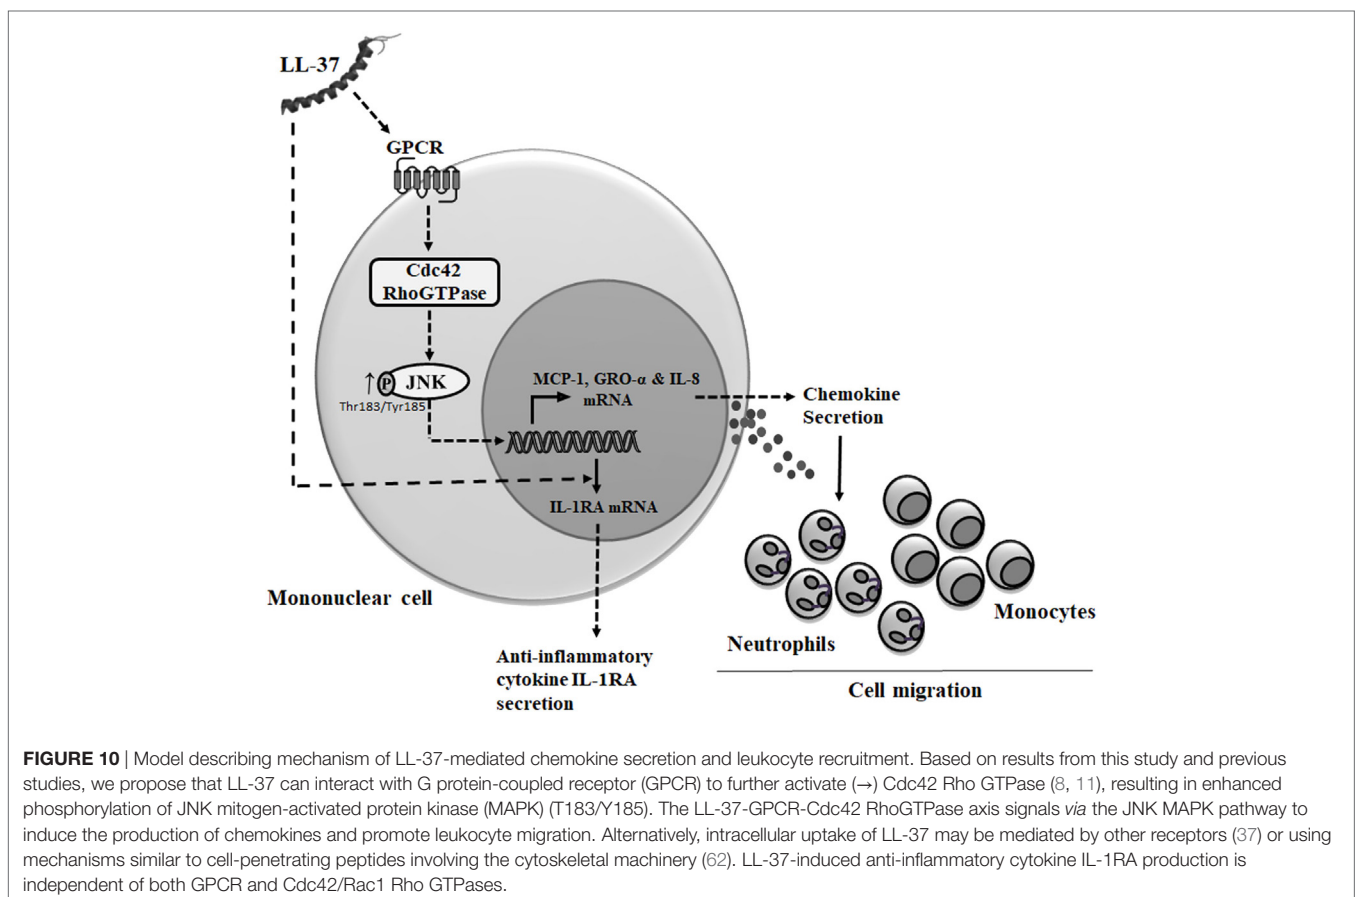 LL-37
GPCR
Cdc42
RhoGTPase
↑ P JNK
Thr183/Tyr185
MCP-1, GRO-α & IL-8
mRNA
Chemokine
Secretion
IL-1RA mRNA
Mononuclear cell
Monocytes
Neutrophils
Anti-inflammatory
cytokine IL-1RA
secretion
Cell migration
FIGURE 10 | Model describing mechanism of LL-37-mediated chemokine secretion and leukocyte recruitment. Based on results from this study and previous
studies, we propose that LL-37 can interact with G protein-coupled receptor (GPCR) to further activate (→) Cdc42 Rho GTPase (8, 11), resulting in enhanced
phosphorylation of JNK mitogen-activated protein kinase (MAPK) (T183/Y185). The LL-37-GPCR-Cdc42 RhoGTPase axis signals via the JNK MAPK pathway to
induce the production of chemokines and promote leukocyte migration. Alternatively, intracellular uptake of LL-37 may be mediated by other receptors (37) or using
mechanisms similar to cell-penetrating peptides involving the cytoskeletal machinery (62). LL-37-induced anti-inflammatory cytokine IL-1RA production is
independent of both GPCR and Cdc42/Rac1 Rho GTPases.